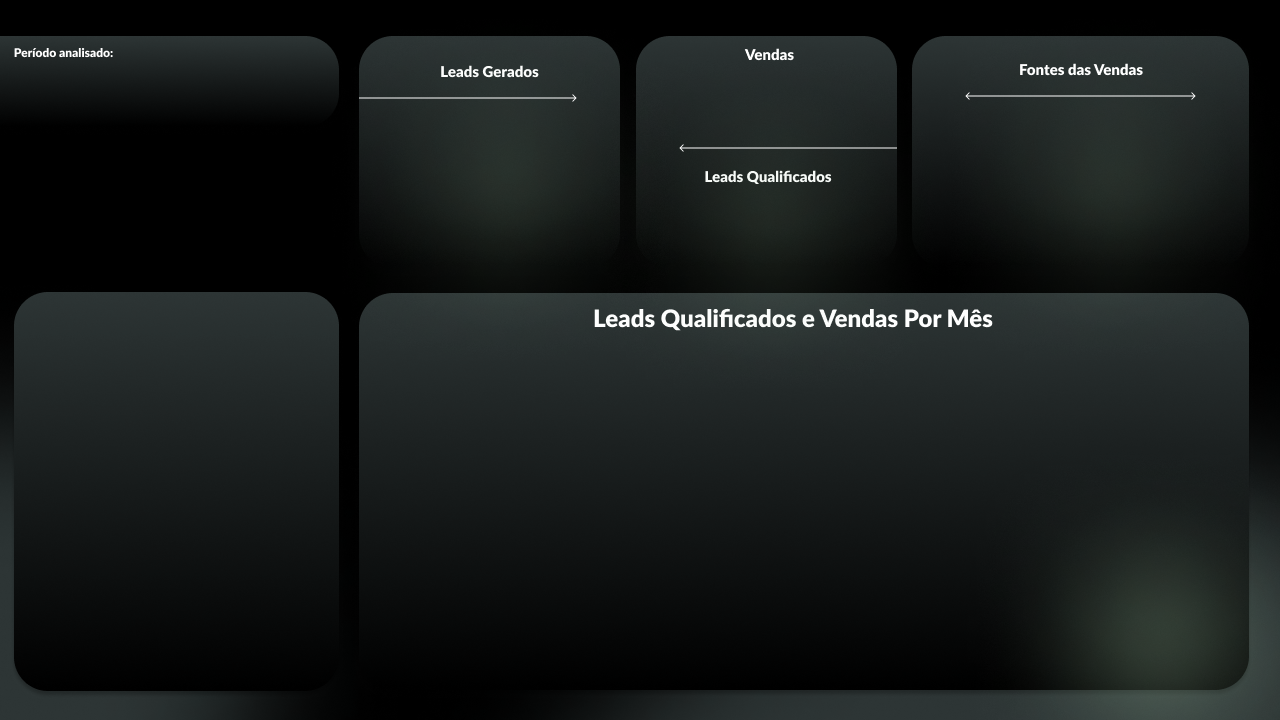 Período analisado:
Leads Gerados
Vendas
Leads Qualificados
Fontes das Vendas
Leads Qualificados e Vendas Por Mês